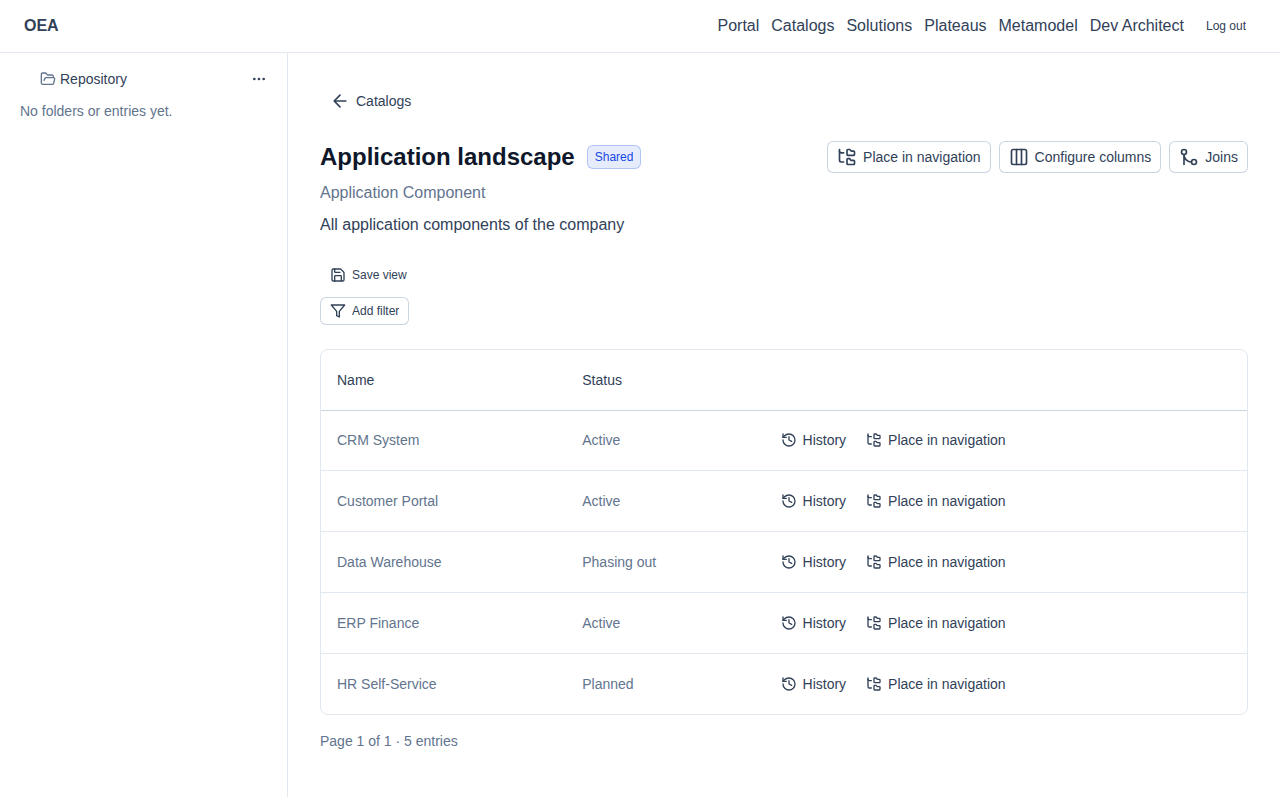 OEA Portal Catalogs Solutions Plateaus Metamodel Dev Architect Log out
Repository
No folders or entries yet.
Catalogs
Application landscape Shared Place in navigation Configure columns Joins
Application Component
All application components of the company
Save view
Add filter
Name Status
CRM System Active History Place in navigation
Customer Portal Active History Place in navigation
Data Warehouse Phasing out History Place in navigation
ERP Finance Active History Place in navigation
HR Self-Service Planned History Place in navigation
Page 1 of 1 · 5 entries